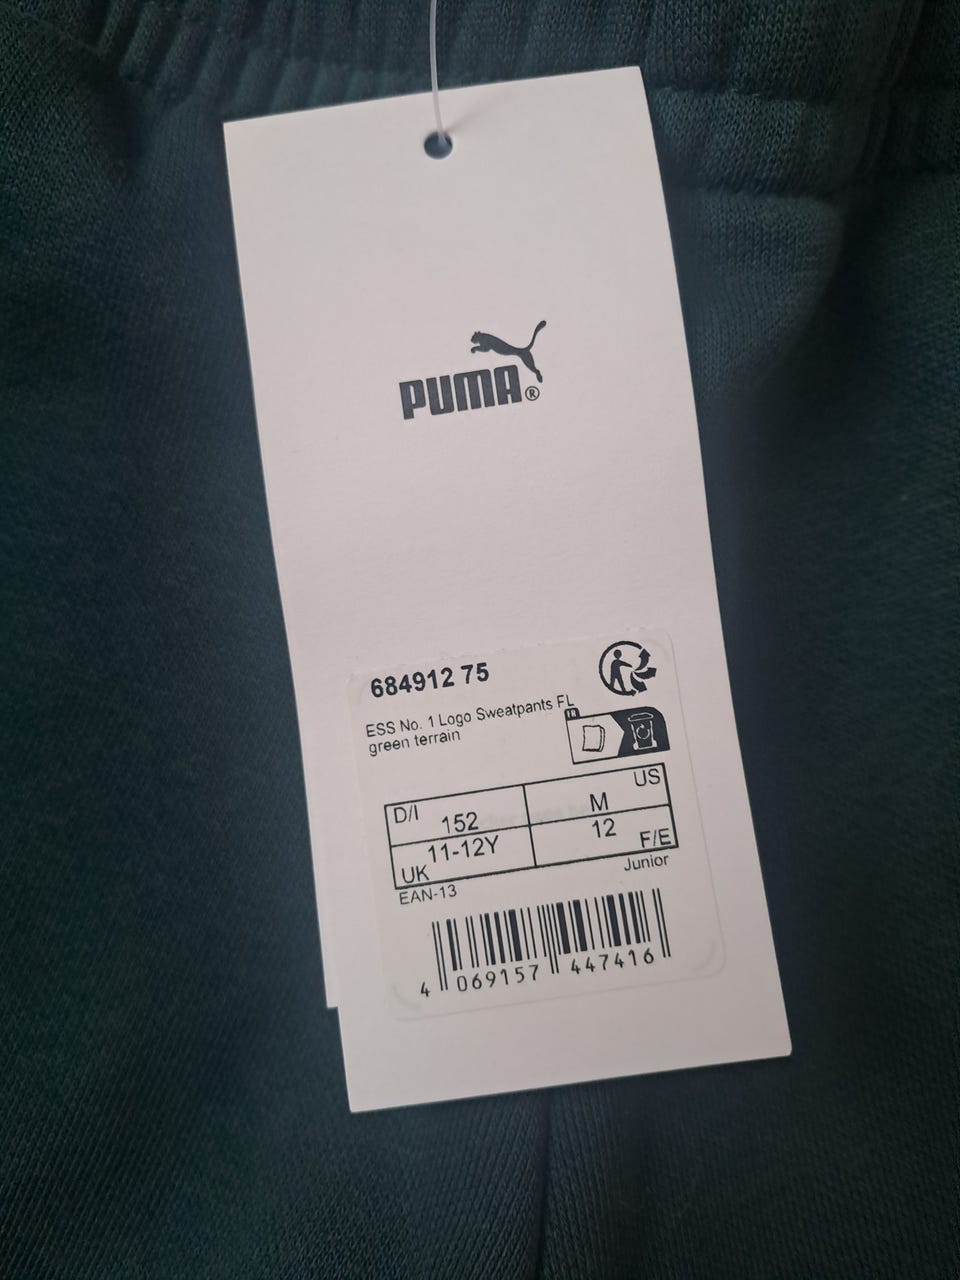 PUMA®
684912 75
ESS No. 1 Logo Sweatpants FL
green terrain
FR
D/I 152 M US
UK 11-12Y 12 F/E
EAN-13 Junior
4 069157 447416